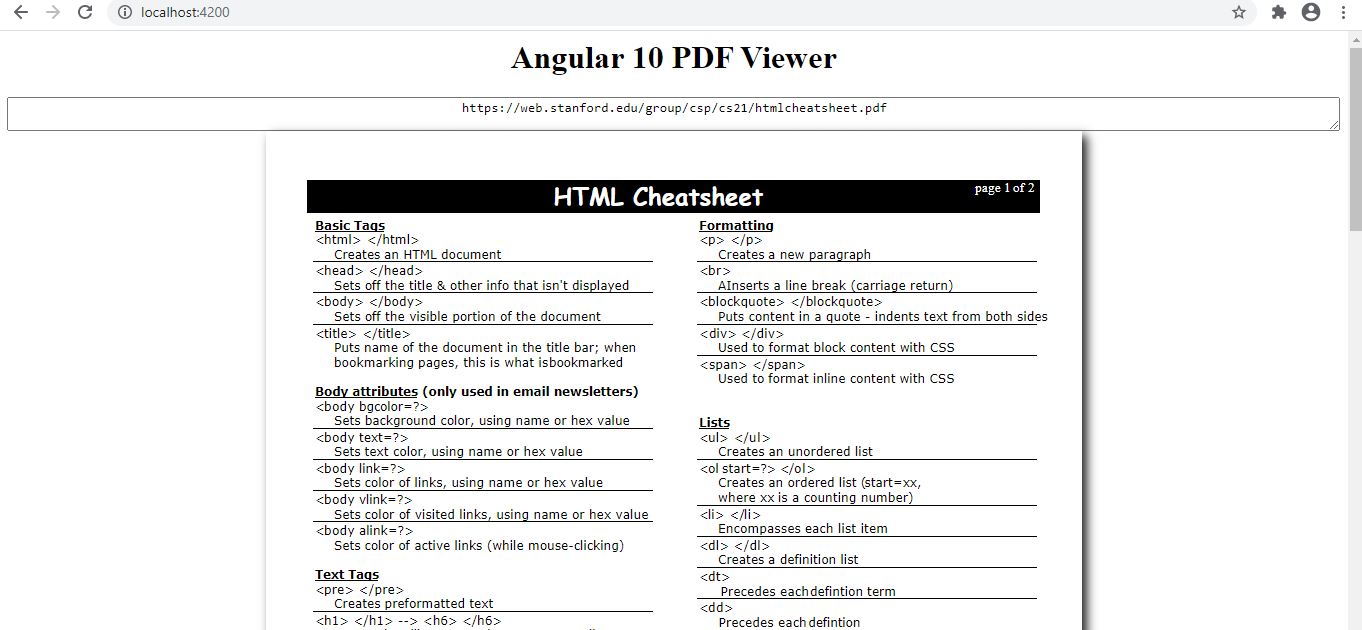 localhost:4200
Angular 10 PDF Viewer
https://web.stanford.edu/group/csp/cs21/htmlcheatsheet.pdf
HTML Cheatsheet
page 1 of 2
Basic Tags
<html> </html>
Creates an HTML document
<head> </head>
Sets off the title & other info that isn't displayed
<body> </body>
Sets off the visible portion of the document
<title> </title>
Puts name of the document in the title bar; when
bookmarking pages, this is what isbookmarked
Body attributes (only used in email newsletters)
<body bgcolor=?>
Sets background color, using name or hex value
<body text=?>
Sets text color, using name or hex value
<body link=?>
Sets color of links, using name or hex value
<body vlink=?>
Sets color of visited links, using name or hex value
<body alink=?>
Sets color of active links (while mouse-clicking)
Text Tags
<pre> </pre>
Creates preformatted text
<h1> </h1> --> <h6> </h6>
Formatting
<p> </p>
Creates a new paragraph
<br>
AInserts a line break (carriage return)
<blockquote> </blockquote>
Puts content in a quote - indents text from both sides
<div> </div>
Used to format block content with CSS
<span> </span>
Used to format inline content with CSS
Lists
<ul> </ul>
Creates an unordered list
<ol start=?> </ol>
Creates an ordered list (start=xx,
where xx is a counting number)
<li> </li>
Encompasses each list item
<dl> </dl>
Creates a definition list
<dt>
Precedes each defintion term
<dd>
Precedes each defintion